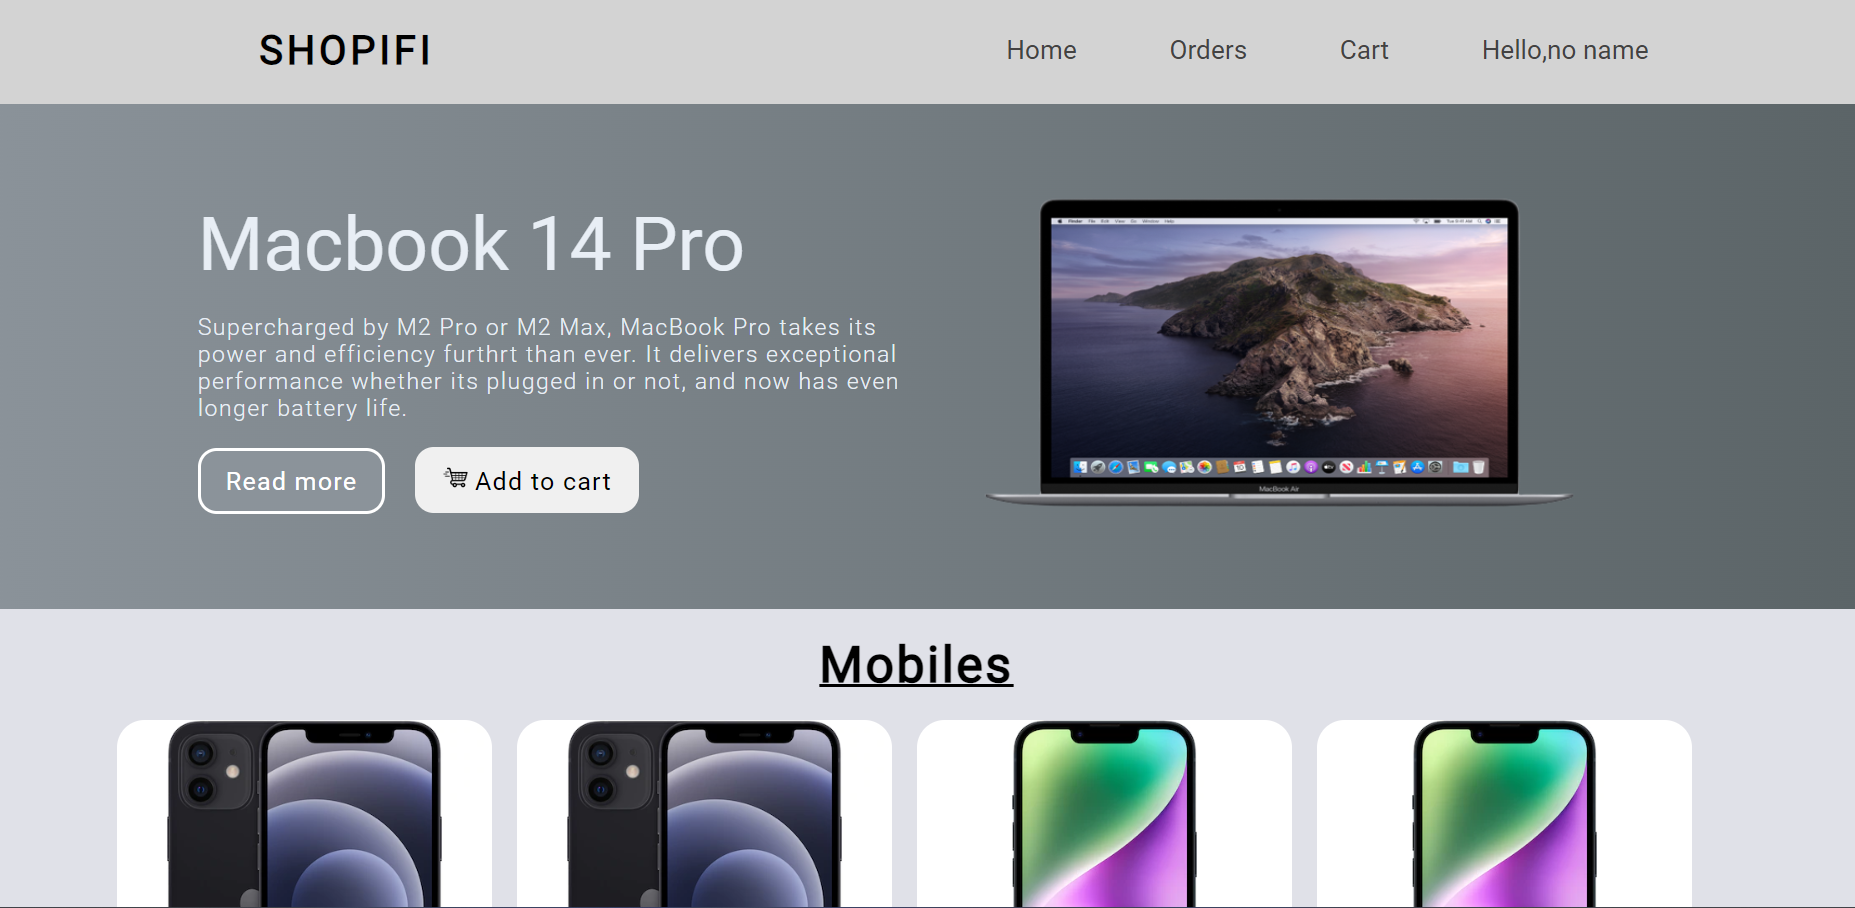 SHOPIFI
Home
Orders
Cart
Hello,no name
Macbook 14 Pro
Supercharged by M2 Pro or M2 Max, MacBook Pro takes its
power and efficiency furthrt than ever. It delivers exceptional
performance whether its plugged in or not, and now has even
longer battery life.
Read more
Add to cart
MacBook Air
Mobiles